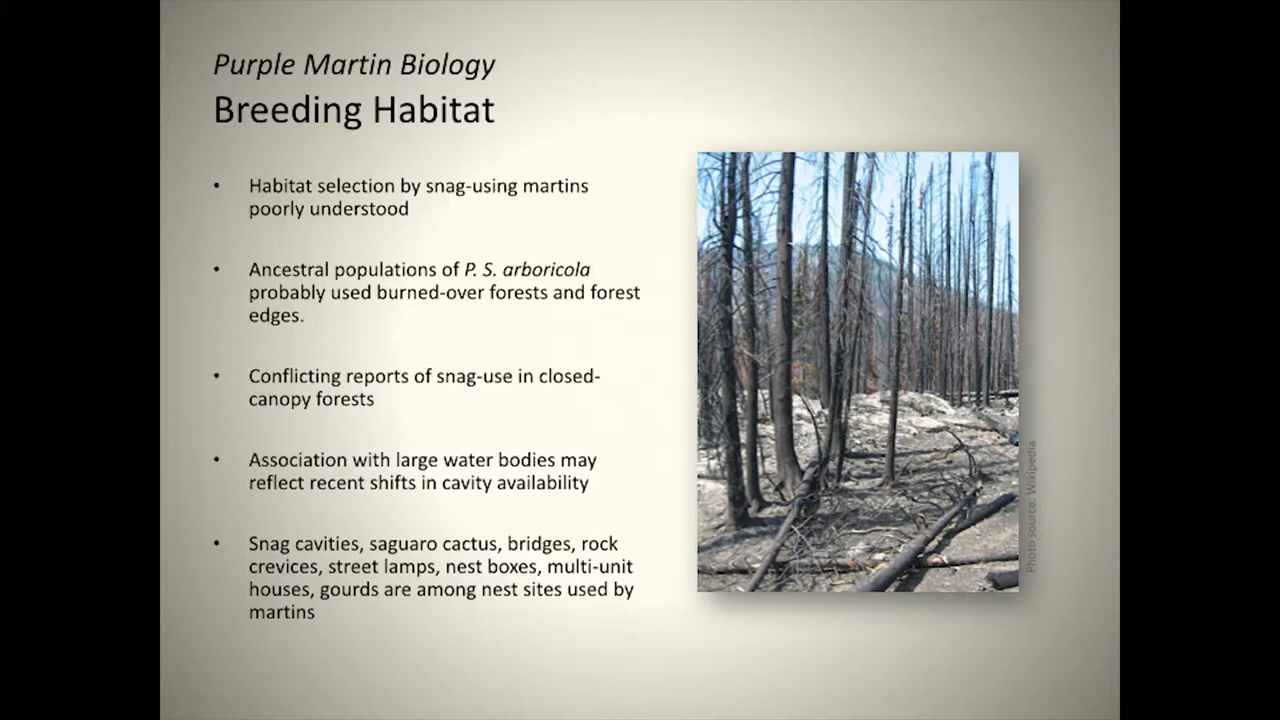 Purple Martin Biology
Breeding Habitat
• Habitat selection by snag-using martins
poorly understood
• Ancestral populations of P. S. arboricola
probably used burned-over forests and forest
edges.
• Conflicting reports of snag-use in closed-
canopy forests
• Association with large water bodies may
reflect recent shifts in cavity availability
• Snag cavities, saguaro cactus, bridges, rock
crevices, street lamps, nest boxes, multi-unit
houses, gourds are among nest sites used by
martins
Photo source: Wikipedia